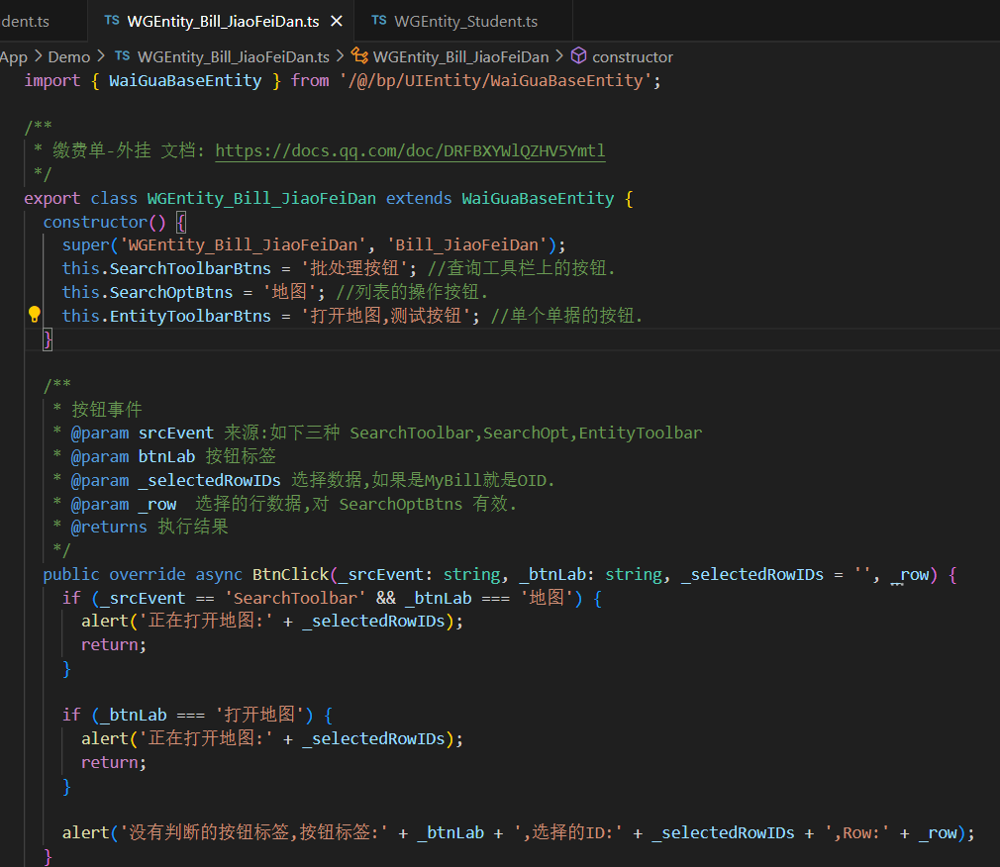 dent.ts
TS WGEntity_Bill_JiaoFeiDan.ts ×
TS WGEntity_Student.ts
App > Demo > TS WGEntity_Bill_JiaoFeiDan.ts > WGEntity_Bill_JiaoFeiDan > constructor
import { WaiGuaBaseEntity } from '/@/bp/UIEntity/WaiGuaBaseEntity';
/**
* 缴费单-外挂 文档: https://docs.qq.com/doc/DRFBXYWlQZHV5Ymtl
*/
export class WGEntity_Bill_JiaoFeiDan extends WaiGuaBaseEntity {
constructor() {
super('WGEntity_Bill_JiaoFeiDan', 'Bill_JiaoFeiDan');
this.SearchToolbarBtns = '批处理按钮'; //查询工具栏上的按钮.
this.SearchOptBtns = '地图'; //列表的操作按钮.
this.EntityToolbarBtns = '打开地图,测试按钮'; //单个单据的按钮.
}
/**
* 按钮事件
* @param srcEvent 来源:如下三种 SearchToolbar,SearchOpt,EntityToolbar
* @param btnLab 按钮标签
* @param _selectedRowIDs 选择数据,如果是MyBill就是OID.
* @param _row 选择的行数据,对 SearchOptBtns 有效.
* @returns 执行结果
*/
public override async BtnClick(_srcEvent: string, _btnLab: string, _selectedRowIDs = '', _row) {
if (_srcEvent == 'SearchToolbar' && _btnLab === '地图') {
alert('正在打开地图:' + _selectedRowIDs);
return;
}
if (_btnLab === '打开地图') {
alert('正在打开地图:' + _selectedRowIDs);
return;
}
alert('没有判断的按钮标签,按钮标签:' + _btnLab + ',选择的ID:' + _selectedRowIDs + ',Row:' + _row);
}